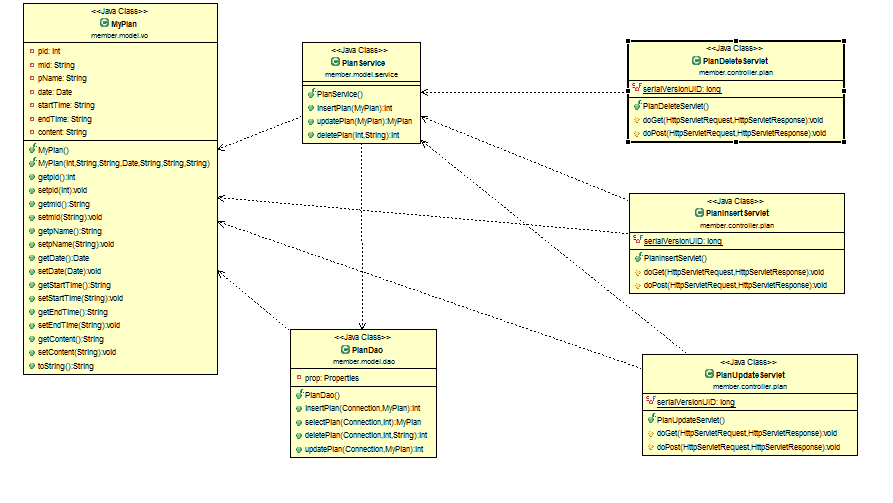 <<Java Class>>
MyPlan
member.model.vo
pid: int
mid: String
pName: String
date: Date
startTime: String
endTime: String
content: String
MyPlan()
MyPlan(int,String,String,Date,String,String,String)
getpid():int
setpid(int):void
getmid():String
setmid(String):void
getpName():String
setpName(String):void
getDate():Date
setDate(Date):void
getStartTime():String
setStartTime(String):void
getEndTime():String
setEndTime(String):void
getContent():String
setContent(String):void
toString():String
<<Java Class>>
PlanService
member.model.service
PlanService()
insertPlan(MyPlan):int
updatePlan(MyPlan):MyPlan
deletePlan(int,String):int
<<Java Class>>
PlanDao
member.model.dao
prop: Properties
PlanDao()
insertPlan(Connection,MyPlan):int
selectPlan(Connection,int):MyPlan
deletePlan(Connection,int,String):int
updatePlan(Connection,MyPlan):int
<<Java Class>>
PlanDeleteServlet
member.controller.plan
serialVersionUID: long
PlanDeleteServlet()
doGet(HttpServletRequest,HttpServletResponse):void
doPost(HttpServletRequest,HttpServletResponse):void
<<Java Class>>
PlanInsertServlet
member.controller.plan
serialVersionUID: long
PlanInsertServlet()
doGet(HttpServletRequest,HttpServletResponse):void
doPost(HttpServletRequest,HttpServletResponse):void
<<Java Class>>
PlanUpdateServlet
member.controller.plan
serialVersionUID: long
PlanUpdateServlet()
doGet(HttpServletRequest,HttpServletResponse):void
doPost(HttpServletRequest,HttpServletResponse):void